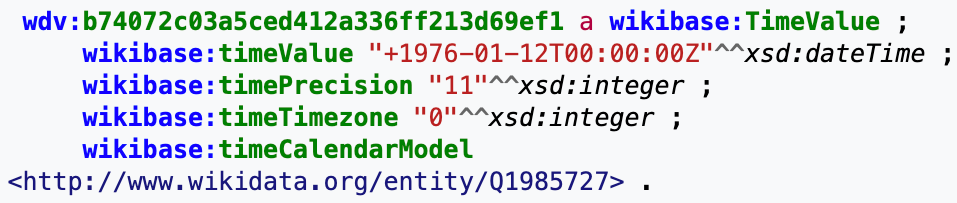 wdv:b74072c03a5ced412a336ff213d69ef1 a wikibase:TimeValue ;
wikibase:timeValue "+1976-01-12T00:00:00Z"^^xsd:dateTime ;
wikibase:timePrecision "11"^^xsd:integer ;
wikibase:timeTimezone "0"^^xsd:integer ;
wikibase:timeCalendarModel
<http://www.wikidata.org/entity/Q1985727> .